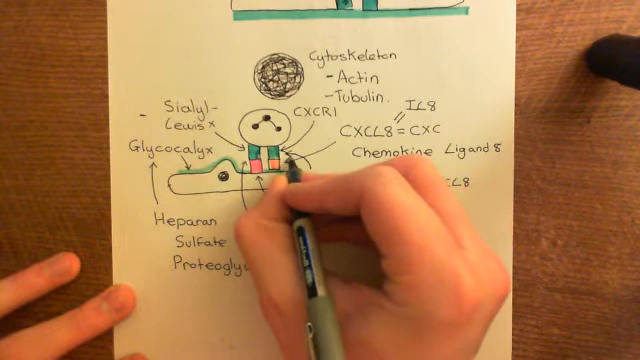 Cytoskeleton
- Actin
- Tubulin.
- Sialyl-
Lewis x
CXCR1
IL8
CXCL8 = CXC
Chemokine Ligand 8
Glycocalyx
Heparan
Sulfate